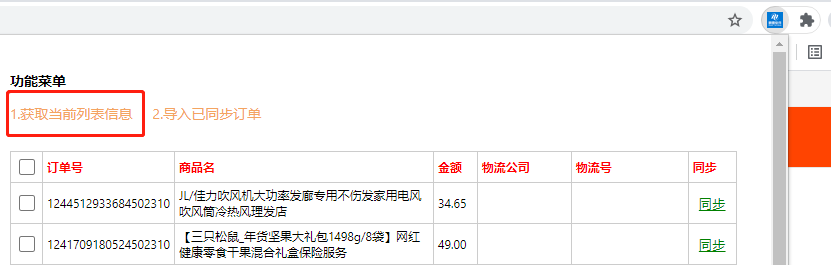 功能菜单
1.获取当前列表信息 2.导入已同步订单
订单号 商品名 金额 物流公司 物流号 同步
1244512933684502310 JL/佳力吹风机大功率发廊专用不伤发家用电风 34.65 同步
吹风筒冷热风理发店
1241709180524502310 【三只松鼠_年货坚果大礼包1498g/8袋】网红 49.00 同步
健康零食干果混合礼盒保险服务